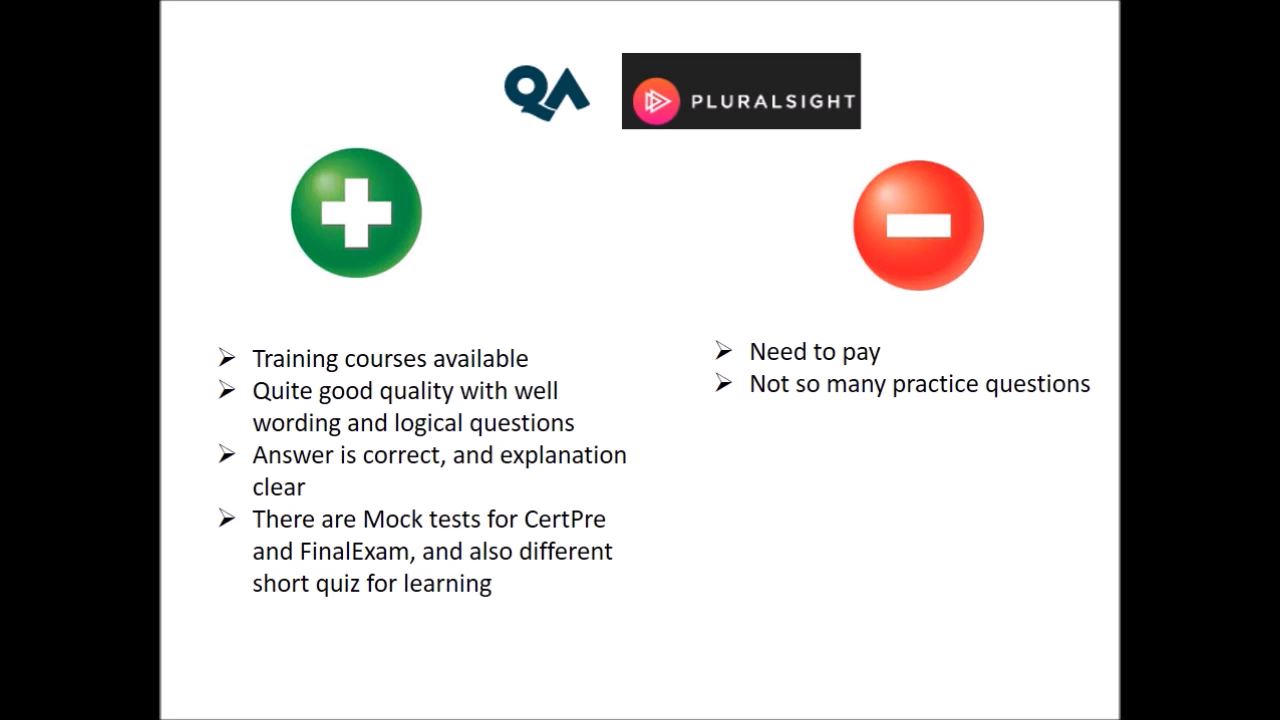 QA
PLURALSIGHT
➢ Training courses available
➢ Quite good quality with well
wording and logical questions
➢ Answer is correct, and explanation
clear
➢ There are Mock tests for CertPre
and FinalExam, and also different
short quiz for learning
➢ Need to pay
➢ Not so many practice questions